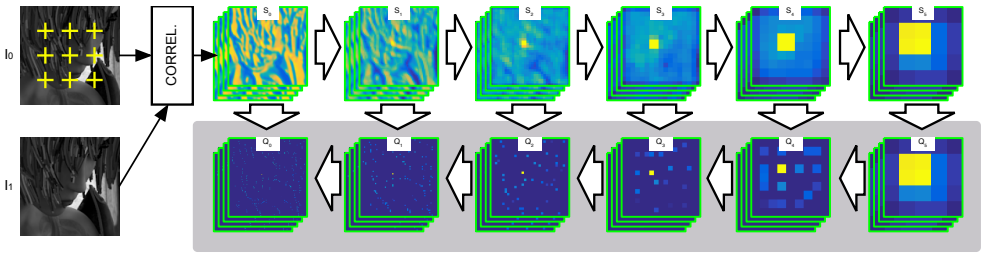 I₀
I₁
CORREL.
S₀
S₁
S₂
S₃
S₄
S₅
Q₀
Q₁
Q₂
Q₃
Q₄
Q₅